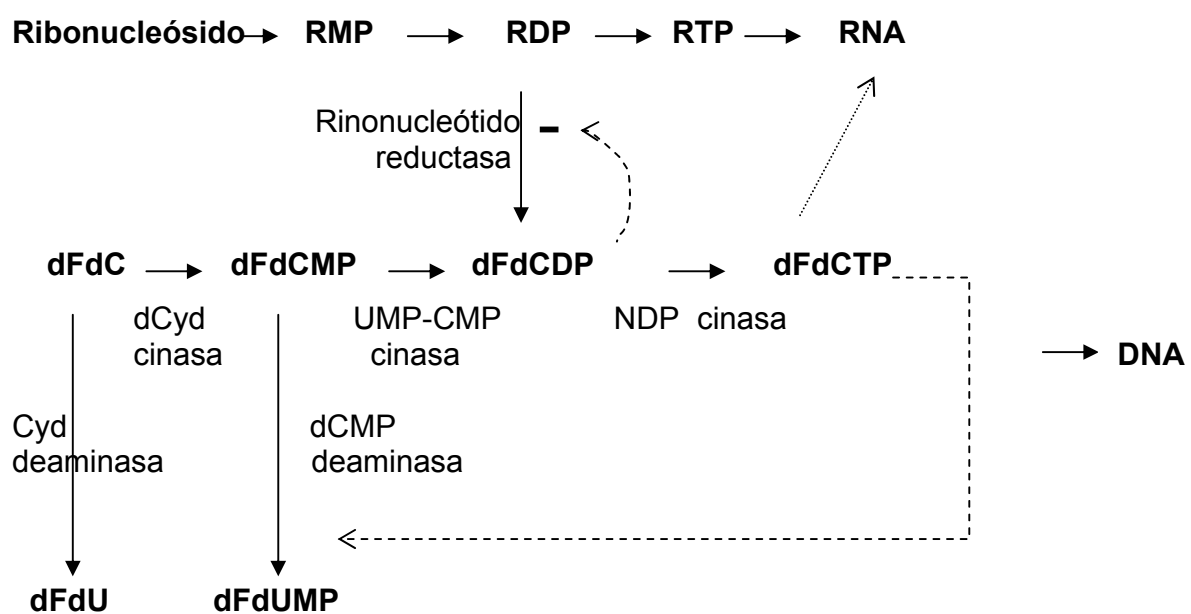 Ribonucleósido RMP RDP RTP RNA
Rinonucleótido -
reductasa
dFdC dFdCMP dFdCDP dFdCTP
dCyd UMP-CMP NDP cinasa
cinasa cinasa
DNA
Cyd dCMP
deaminasa deaminasa
dFdU dFdUMP